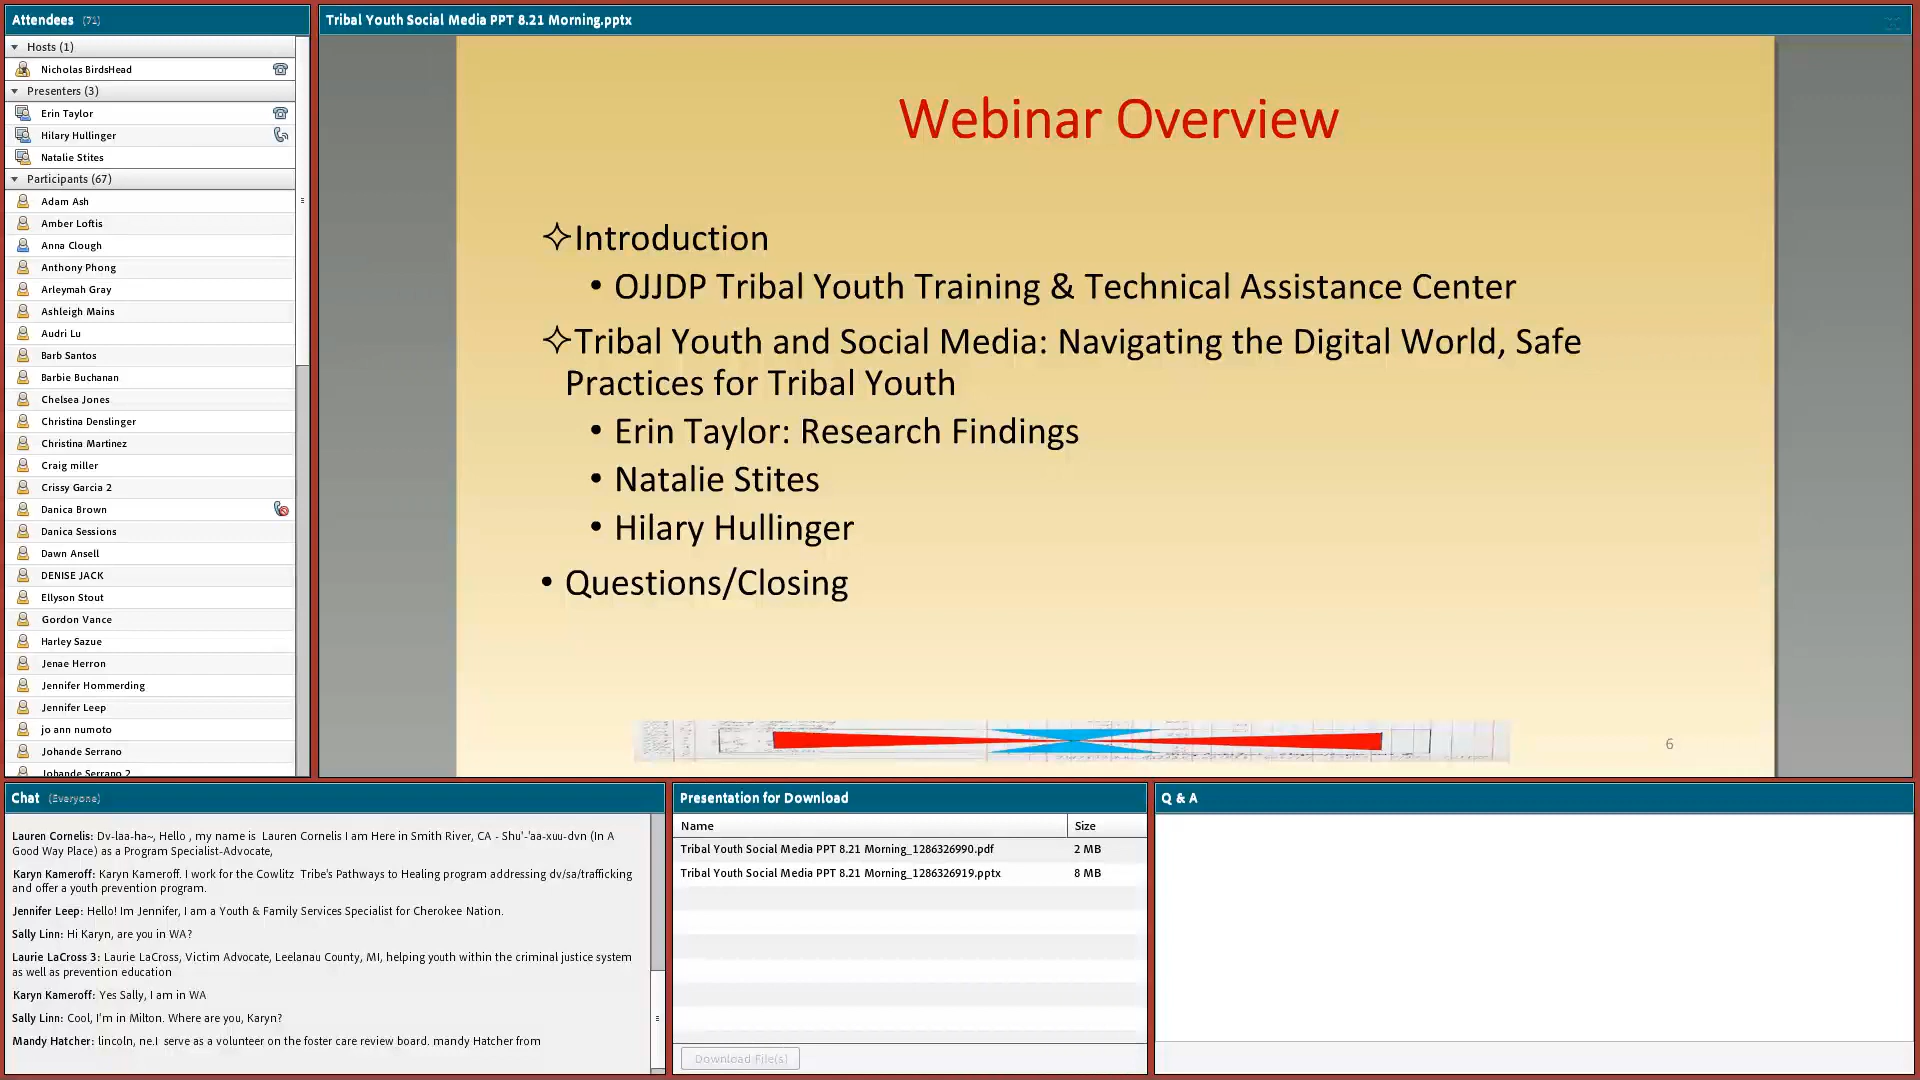 Attendees (71)
Hosts (1)
Nicholas BirdsHead
Presenters (3)
Erin Taylor
Hilary Hullinger
Natalie Stites
Participants (67)
Adam Ash
Amber Loftis
Anna Clough
Anthony Phong
Arleymah Gray
Ashleigh Mains
Audri Lu
Barb Santos
Barbie Buchanan
Chelsea Jones
Christina Denslinger
Christina Martinez
Craig miller
Crissy Garcia 2
Danica Brown
Danica Sessions
Dawn Ansell
DENISE JACK
Ellyson Stout
Gordon Vance
Harley Sazue
Jenae Herron
Jennifer Hommerding
Jennifer Leep
jo ann numoto
Johande Serrano
Johande Serrano 2
Tribal Youth Social Media PPT 8.21 Morning.pptx
Webinar Overview
✧Introduction
• OJJDP Tribal Youth Training & Technical Assistance Center
✧Tribal Youth and Social Media: Navigating the Digital World, Safe
Practices for Tribal Youth
• Erin Taylor: Research Findings
• Natalie Stites
• Hilary Hullinger
• Questions/Closing
6
Chat (Everyone)
Lauren Cornelis: Dv-laa-ha~, Hello , my name is Lauren Cornelis I am Here in Smith River, CA - Shu'-'aa-xuu-dvn (In A
Good Way Place) as a Program Specialist-Advocate,
Karyn Kameroff: Karyn Kameroff. I work for the Cowlitz Tribe's Pathways to Healing program addressing dv/sa/trafficking
and offer a youth prevention program.
Jennifer Leep: Hello! Im Jennifer, I am a Youth & Family Services Specialist for Cherokee Nation.
Sally Linn: Hi Karyn, are you in WA?
Laurie LaCross 3: Laurie LaCross, Victim Advocate, Leelanau County, MI, helping youth within the criminal justice system
as well as prevention education
Karyn Kameroff: Yes Sally, I am in WA
Sally Linn: Cool, I'm in Milton. Where are you, Karyn?
Mandy Hatcher: lincoln, ne.I serve as a volunteer on the foster care review board. mandy Hatcher from
Presentation for Download
Name Size
Tribal Youth Social Media PPT 8.21 Morning_1286326990.pdf 2 MB
Tribal Youth Social Media PPT 8.21 Morning_1286326919.pptx 8 MB
Download File(s)
Q & A